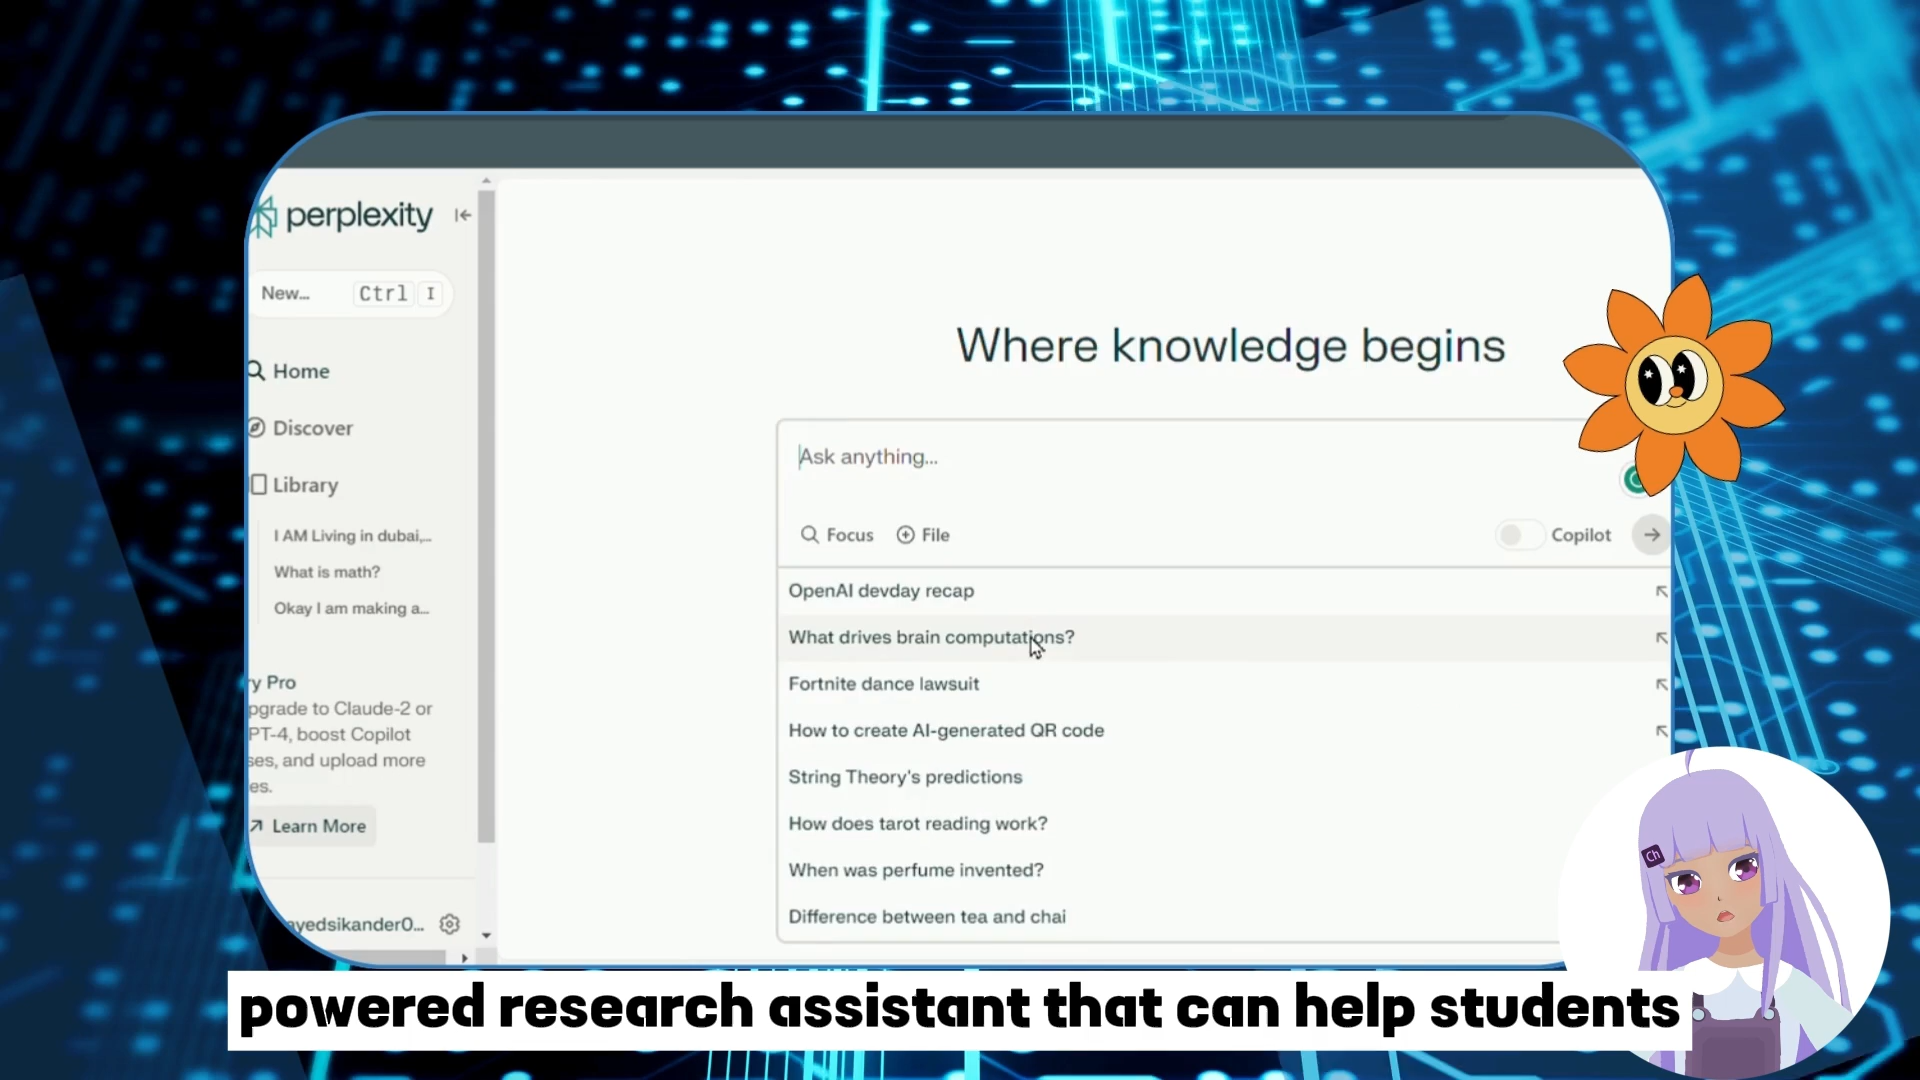 perplexity
New... Ctrl I
Home
Discover
Library
I AM Living in dubai,...
What is math?
Okay I am making a...
ry Pro
pgrade to Claude-2 or
PT-4, boost Copilot
ses, and upload more
es.
Learn More
ayedsikander0...
Where knowledge begins
Ask anything...
Focus File Copilot
OpenAI devday recap
What drives brain computations?
Fortnite dance lawsuit
How to create AI-generated QR code
String Theory's predictions
How does tarot reading work?
When was perfume invented?
Difference between tea and chai
Ch
powered research assistant that can help students